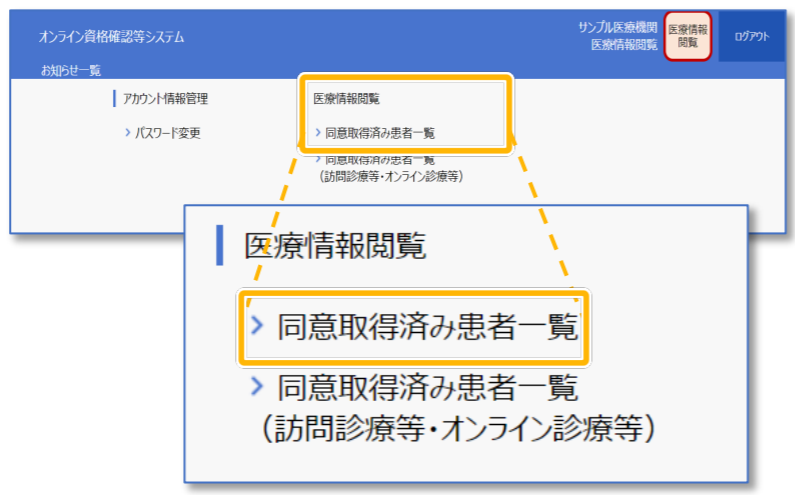 オンライン資格確認等システム
サンプル医療機関
医療情報閲覧
医療情報
閲覧
ログアウト
お知らせ一覧
アカウント情報管理
> パスワード変更
医療情報閲覧
> 同意取得済み患者一覧
> 同意取得済み患者一覧
（訪問診療等・オンライン診療等）
医療情報閲覧
> 同意取得済み患者一覧
> 同意取得済み患者一覧
（訪問診療等・オンライン診療等）